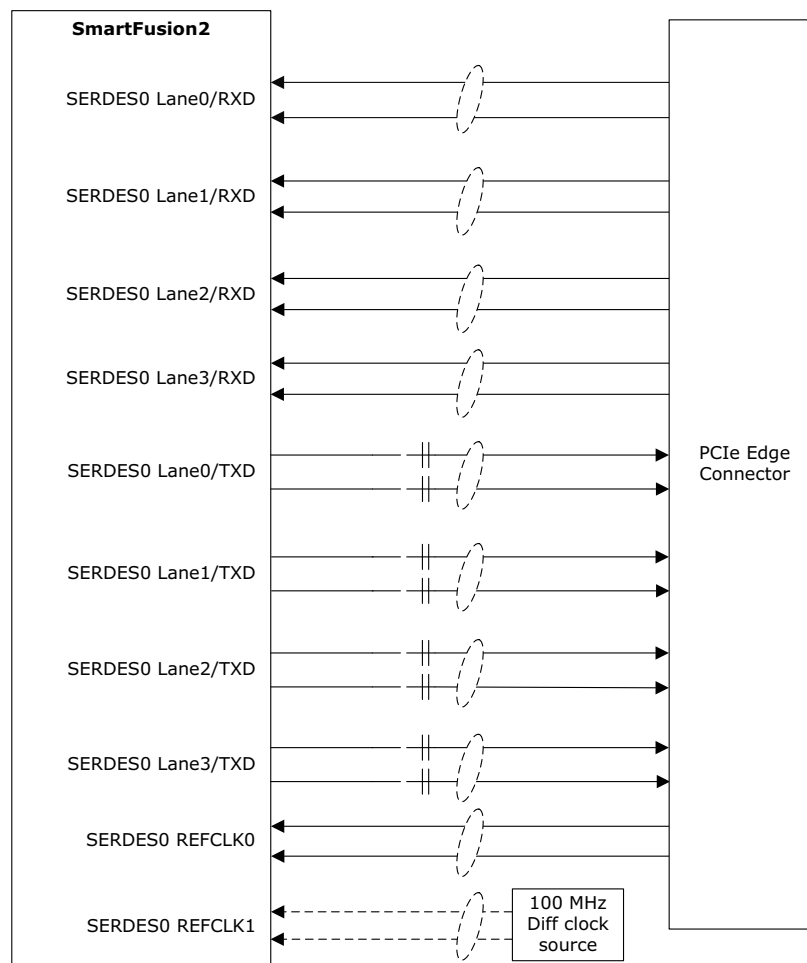 SmartFusion2
SERDES0 Lane0/RXD
SERDES0 Lane1/RXD
SERDES0 Lane2/RXD
SERDES0 Lane3/RXD
SERDES0 Lane0/TXD
PCIe Edge
Connector
SERDES0 Lane1/TXD
SERDES0 Lane2/TXD
SERDES0 Lane3/TXD
SERDES0 REFCLK0
SERDES0 REFCLK1
100 MHz
Diff clock
source